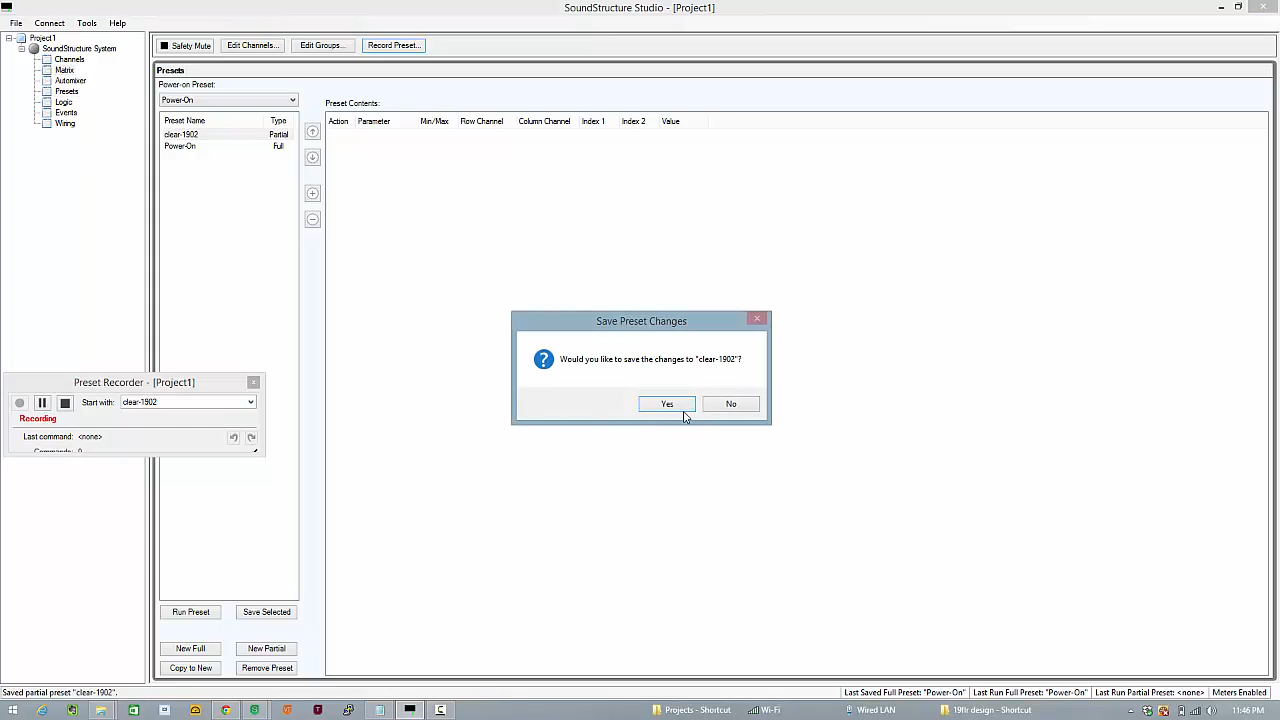 SoundStructure Studio - [Project1]
File Connect Tools Help
Project1
SoundStructure System
Channels
Matrix
Automixer
Presets
Logic
Events
Wiring
Safety Mute Edit Channels... Edit Groups... Record Preset...
Presets
Power-on Preset:
Power-On
Preset Name Type
clear-1902 Partial
Power-On Full
Preset Contents:
Action Parameter Min/Max Row Channel Column Channel Index 1 Index 2 Value
Save Preset Changes
Would you like to save the changes to "clear-1902"?
Yes No
Preset Recorder - [Project1]
Start with: clear-1902
Recording
Last command: <none>
Commands: 0
Run Preset Save Selected
New Full New Partial
Copy to New Remove Preset
Saved partial preset "clear-1902". Last Saved Full Preset: "Power-On" Last Run Full Preset: "Power-On" Last Run Partial Preset: <none> Meters Enabled
Projects - Shortcut Wi-Fi Wired LAN 19flr design - Shortcut 11:46 PM